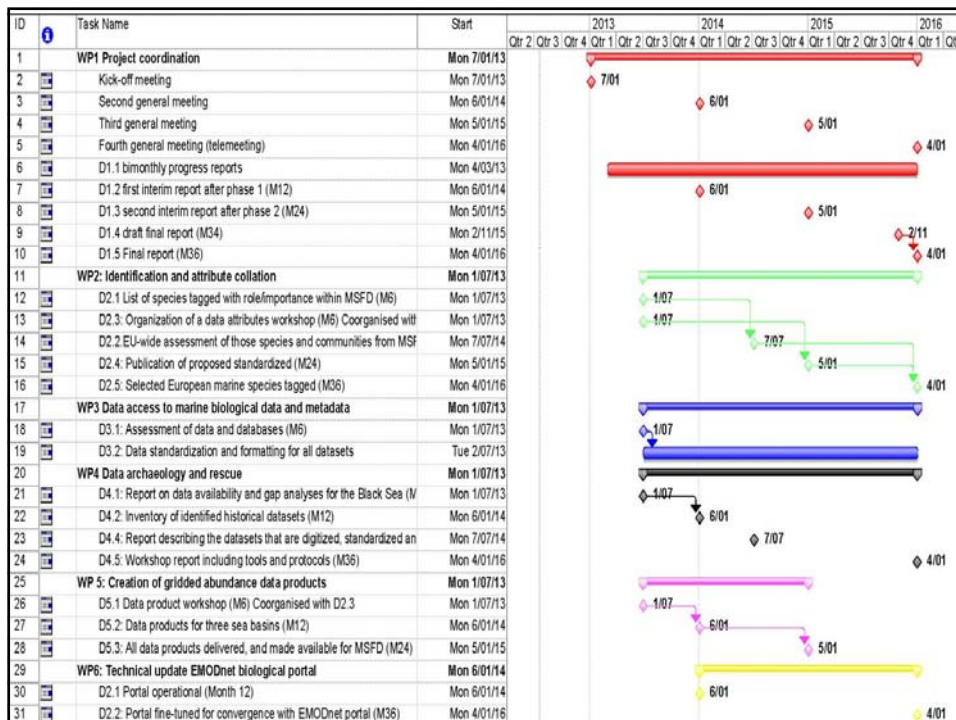 ID Task Name Start 2013 2014 2015 2016
Qtr 2 Qtr 3 Qtr 4 Qtr 1 Qtr 2 Qtr 3 Qtr 4 Qtr 1 Qtr 2 Qtr 3 Qtr 4 Qtr 1 Qtr 2 Qtr 3 Qtr 4 Qtr 1 Qt
1 WP1 Project coordination Mon 7/01/13
2 Kick-off meeting Mon 7/01/13 7/01
3 Second general meeting Mon 6/01/14 6/01
4 Third general meeting Mon 5/01/15 5/01
5 Fourth general meeting (telemeeting) Mon 4/01/16 4/01
6 D1.1 bimonthly progress reports Mon 4/03/13
7 D1.2 first interim report after phase 1 (M12) Mon 6/01/14 6/01
8 D1.3 second interim report after phase 2 (M24) Mon 5/01/15 5/01
9 D1.4 draft final report (M34) Mon 2/11/15 2/11
10 D1.5 Final report (M36) Mon 4/01/16 4/01
11 WP2: Identification and attribute collation Mon 1/07/13
12 D2.1 List of species tagged with role/importance within MSFD (M6) Mon 1/07/13 1/07
13 D2.3: Organization of a data attributes workshop (M6) Coorganised with Mon 1/07/13 1/07
14 D2.2 EU-wide assessment of those species and communities from MSF Mon 7/07/14 7/07
15 D2.4: Publication of proposed standardized (M24) Mon 5/01/15 5/01
16 D2.5: Selected European marine species tagged (M36) Mon 4/01/16 4/01
17 WP3 Data access to marine biological data and metadata Mon 1/07/13
18 D3.1: Assessment of data and databases (M6) Mon 1/07/13 1/07
19 D3.2: Data standardization and formatting for all datasets Tue 2/07/13
20 WP4 Data archaeology and rescue Mon 1/07/13
21 D4.1: Report on data availability and gap analyses for the Black Sea (M Mon 1/07/13 1/07
22 D4.2: Inventory of identified historical datasets (M12) Mon 6/01/14 6/01
23 D4.4: Report describing the datasets that are digitized, standardized an Mon 7/07/14 7/07
24 D4.5: Workshop report including tools and protocols (M36) Mon 4/01/16 4/01
25 WP 5: Creation of gridded abundance data products Mon 1/07/13
26 D5.1 Data product workshop (M6) Coorganised with D2.3 Mon 1/07/13 1/07
27 D5.2: Data products for three sea basins (M12) Mon 6/01/14 6/01
28 D5.3: All data products delivered, and made available for MSFD (M24) Mon 5/01/15 5/01
29 WP6: Technical update EMODnet biological portal Mon 6/01/14
30 D2.1 Portal operational (Month 12) Mon 6/01/14 6/01
31 D2.2: Portal fine-tuned for convergence with EMODnet portal (M36) Mon 4/01/16 4/01